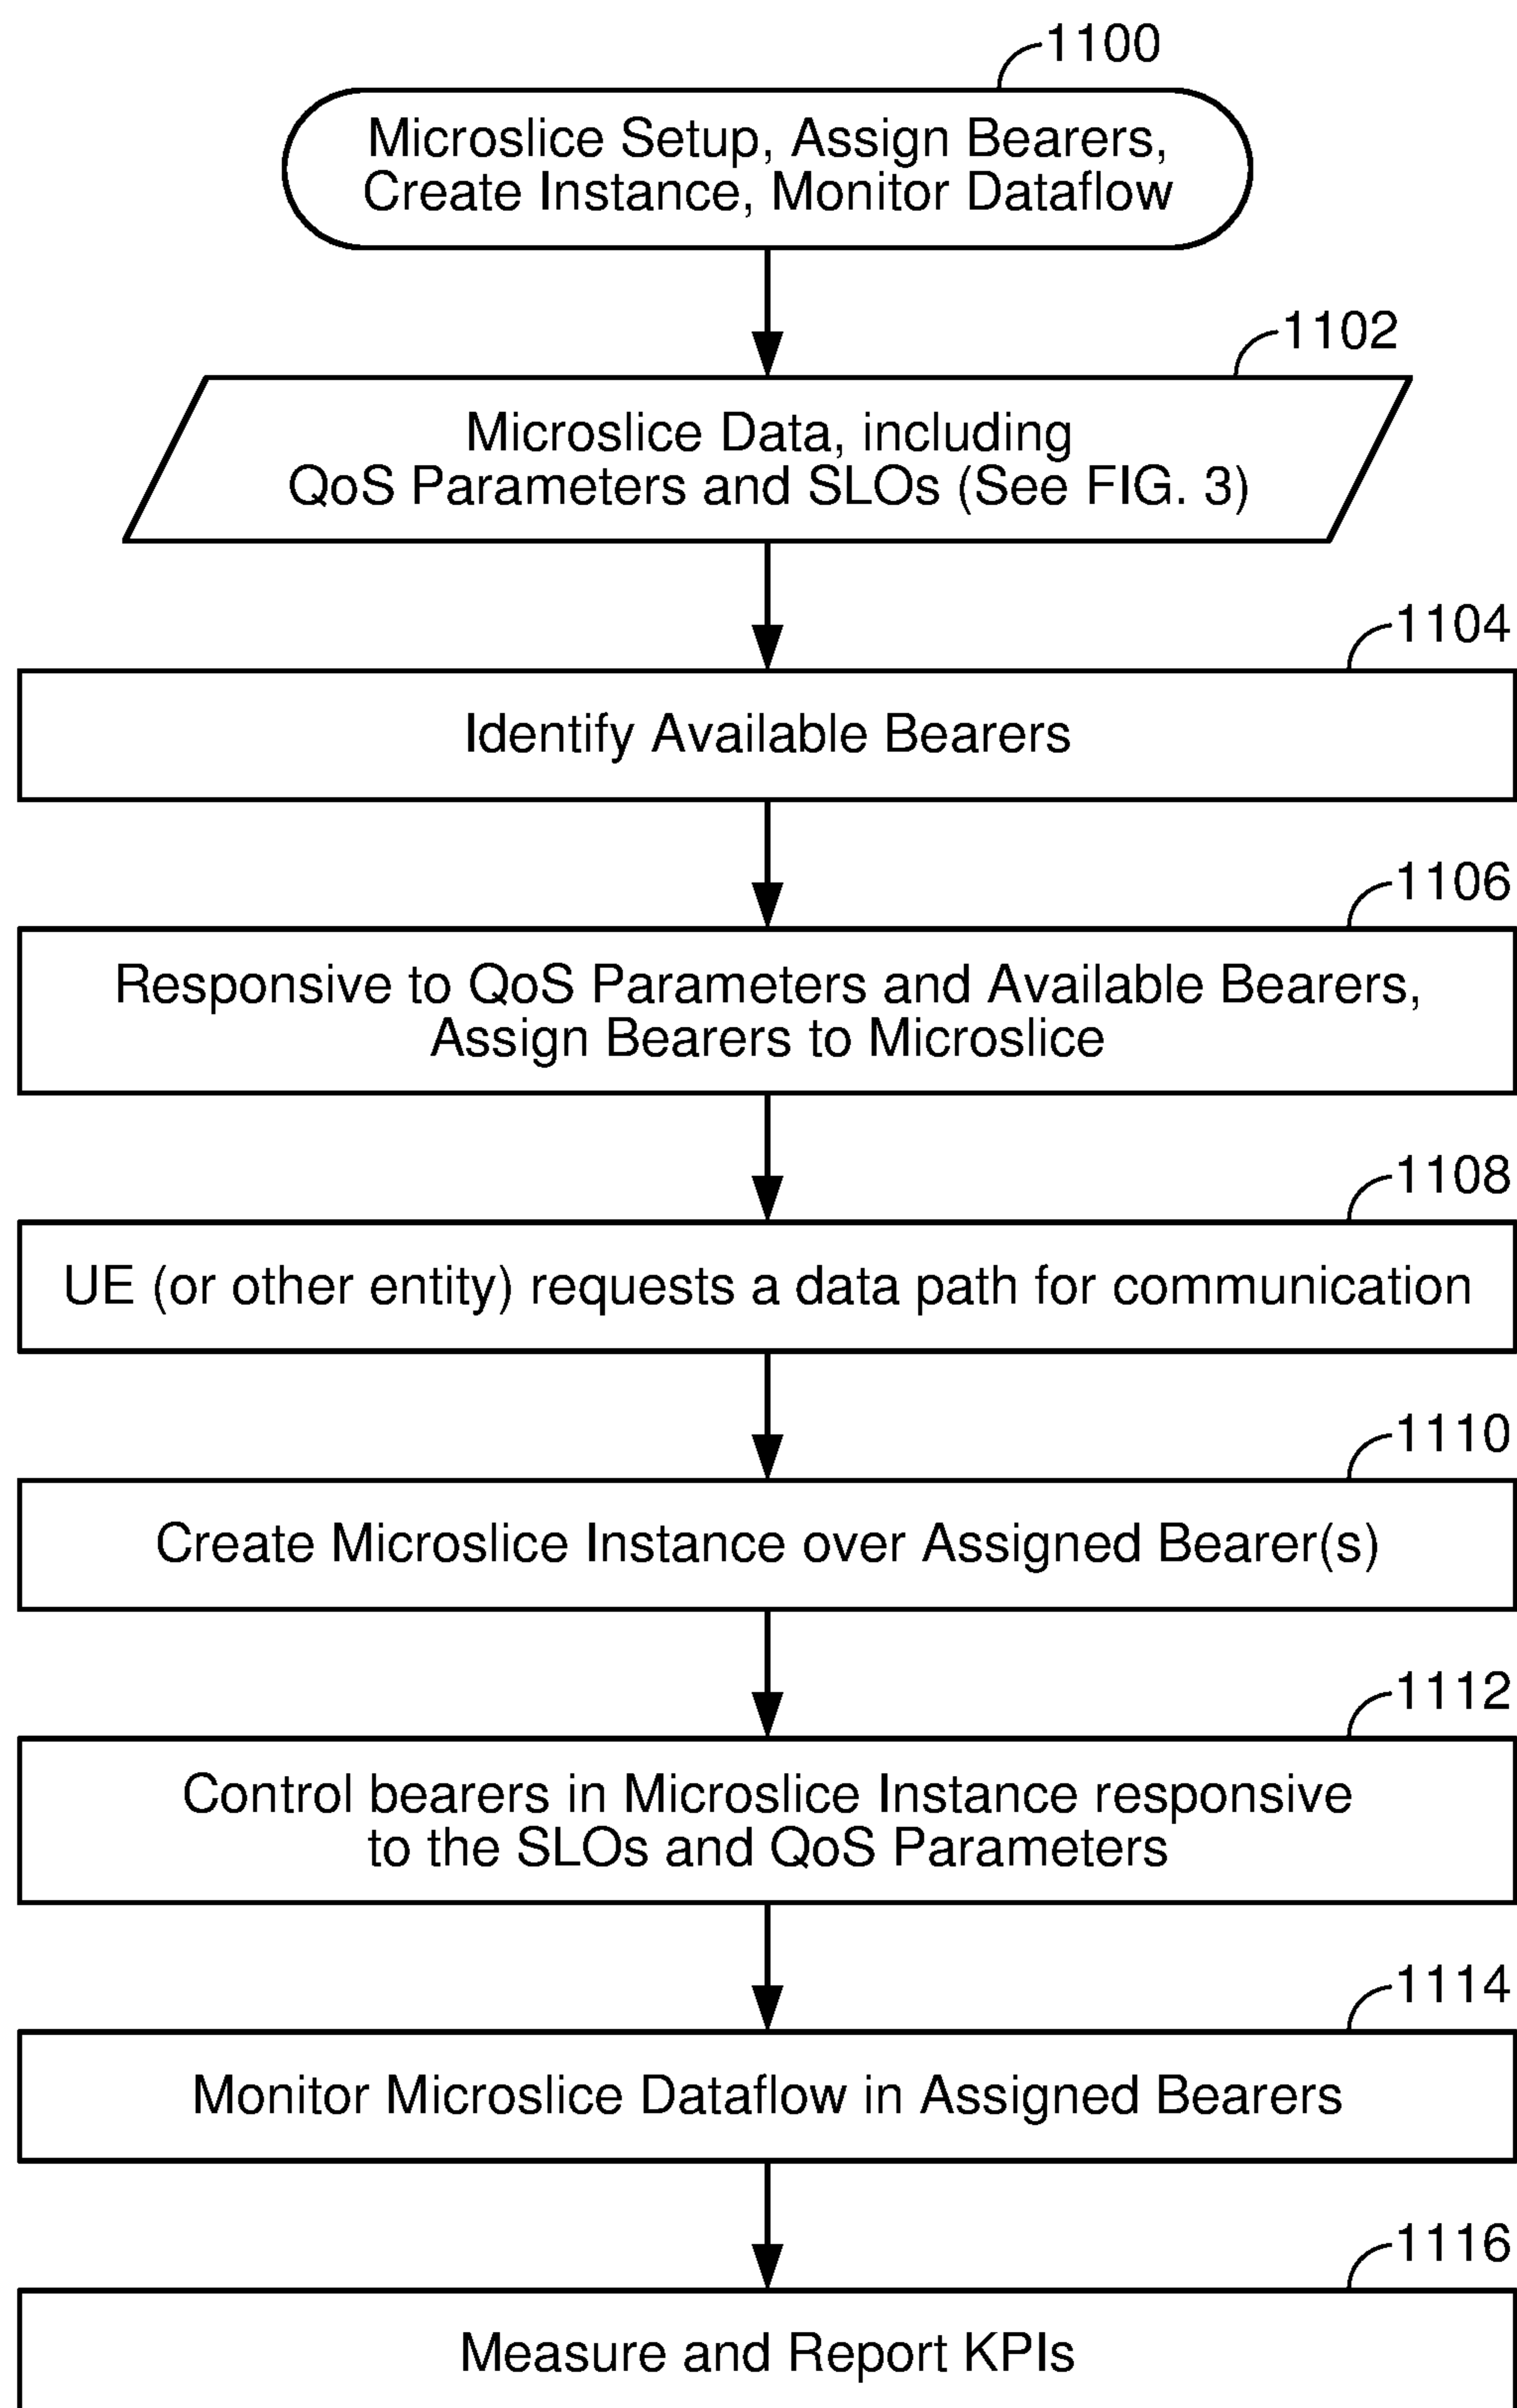 1100
Microslice Setup, Assign Bearers,
Create Instance, Monitor Dataflow
1102
Microslice Data, including
QoS Parameters and SLOs (See FIG. 3)
1104
Identify Available Bearers
1106
Responsive to QoS Parameters and Available Bearers,
Assign Bearers to Microslice
1108
UE (or other entity) requests a data path for communication
1110
Create Microslice Instance over Assigned Bearer(s)
1112
Control bearers in Microslice Instance responsive
to the SLOs and QoS Parameters
1114
Monitor Microslice Dataflow in Assigned Bearers
1116
Measure and Report KPIs